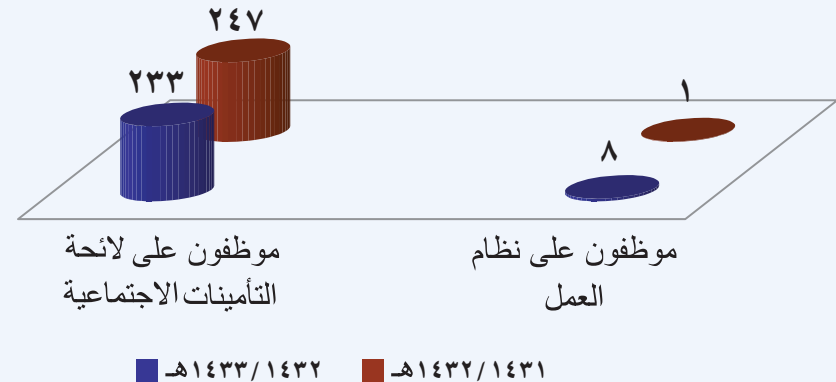 ٢٤٧
٢٣٣
١
٨
موظفون على نظام
العمل
موظفون على لائحة
التأمينات الاجتماعية
١٤٣٢/١٤٣١هـ
١٤٣٣/١٤٣٢هـ